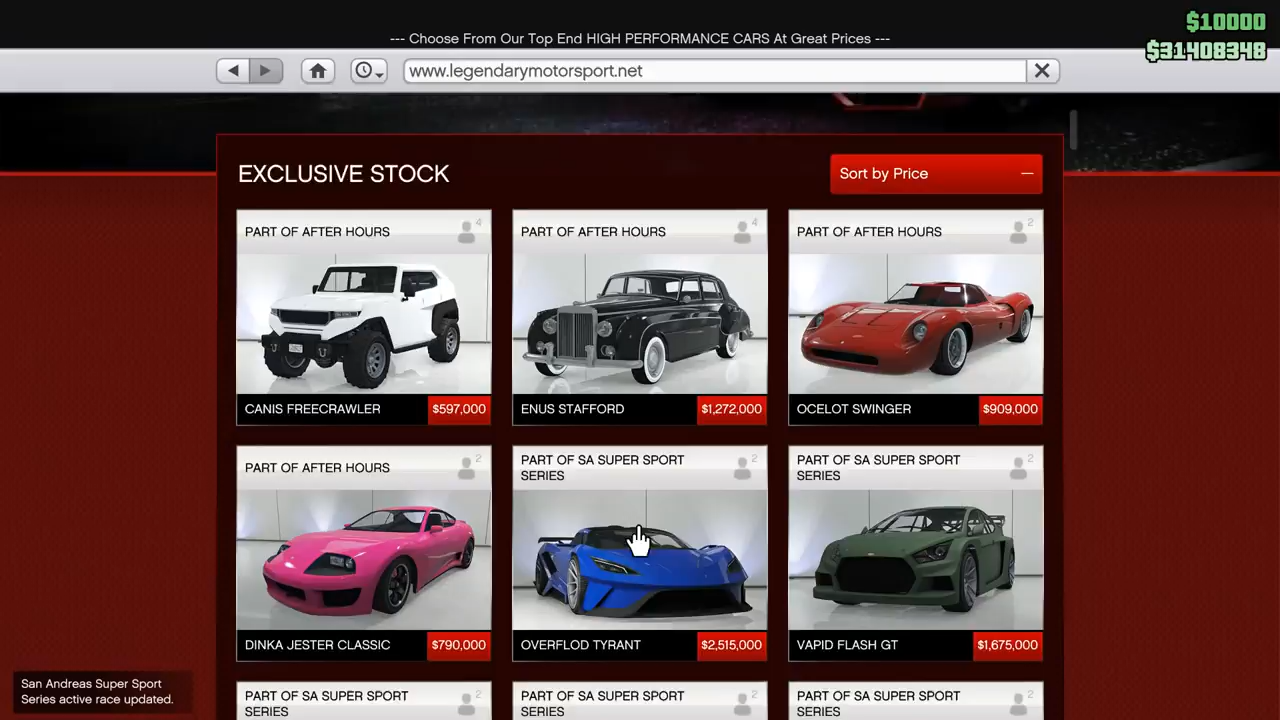 $10000
$31408348
--- Choose From Our Top End HIGH PERFORMANCE CARS At Great Prices ---
www.legendarymotorsport.net
EXCLUSIVE STOCK
Sort by Price
PART OF AFTER HOURS
4
PART OF AFTER HOURS
4
PART OF AFTER HOURS
2
CANIS FREECRAWLER
$597,000
ENUS STAFFORD
$1,272,000
OCELOT SWINGER
$909,000
PART OF AFTER HOURS
2
PART OF SA SUPER SPORT
SERIES
2
PART OF SA SUPER SPORT
SERIES
2
DINKA JESTER CLASSIC
$790,000
OVERFLOD TYRANT
$2,515,000
VAPID FLASH GT
$1,675,000
PART OF SA SUPER SPORT
SERIES
2
PART OF SA SUPER SPORT
SERIES
2
PART OF SA SUPER SPORT
SERIES
2
San Andreas Super Sport
Series active race updated.